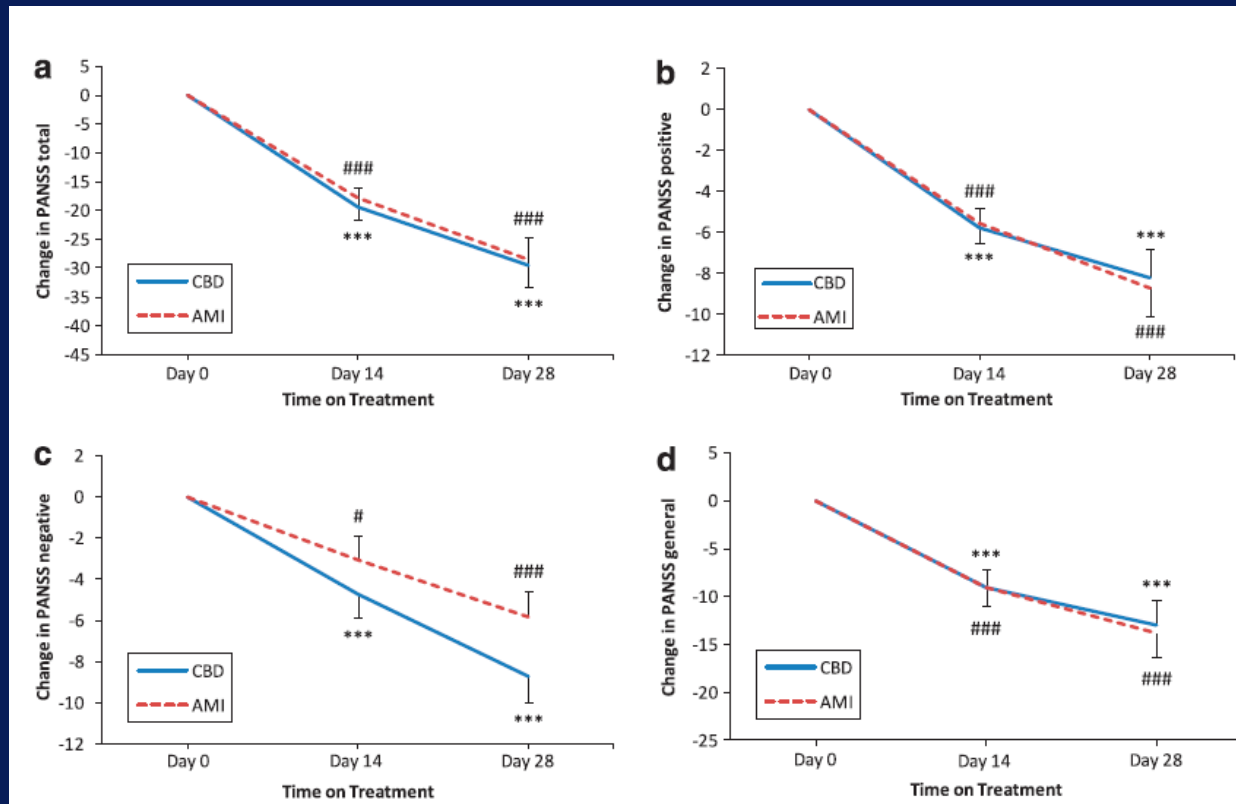 a
Change in PANSS total
5
0
-5
-10
-15
-20
-25
-30
-35
-40
-45
###
***
###
***
CBD
AMI
Day 0 Day 14 Day 28
Time on Treatment
b
Change in PANSS positive
2
0
-2
-4
-6
-8
-10
-12
###
***
***
###
CBD
AMI
Day 0 Day 14 Day 28
Time on Treatment
c
Change in PANSS negative
2
0
-2
-4
-6
-8
-10
-12
#
***
###
***
CBD
AMI
Day 0 Day 14 Day 28
Time on Treatment
d
Change in PANSS general
5
0
-5
-10
-15
-20
-25
***
###
***
###
CBD
AMI
Day 0 Day 14 Day 28
Time on Treatment